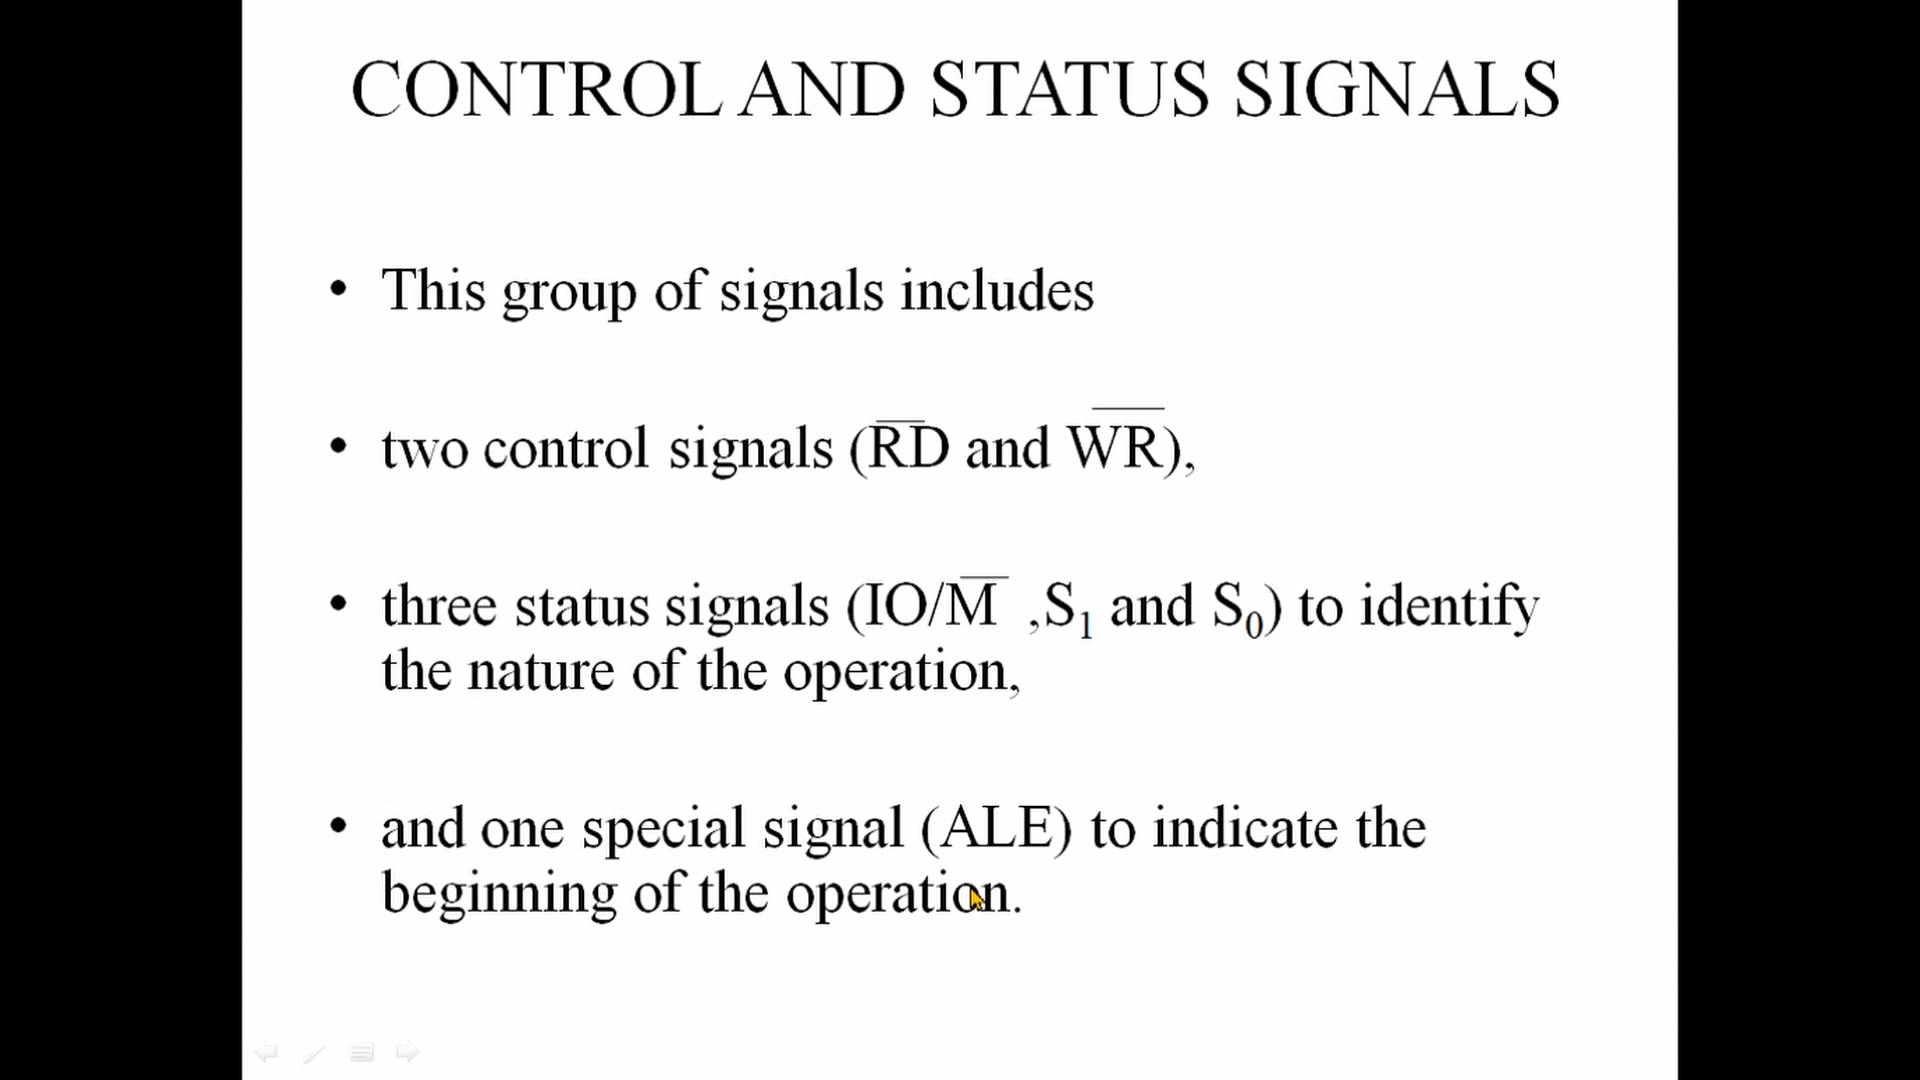 CONTROL AND STATUS SIGNALS
• This group of signals includes
• two control signals (R̅D̅ and W̅R̅),
• three status signals (IO/M̅ ,S₁ and S₀) to identify
the nature of the operation,
• and one special signal (ALE) to indicate the
beginning of the operation.